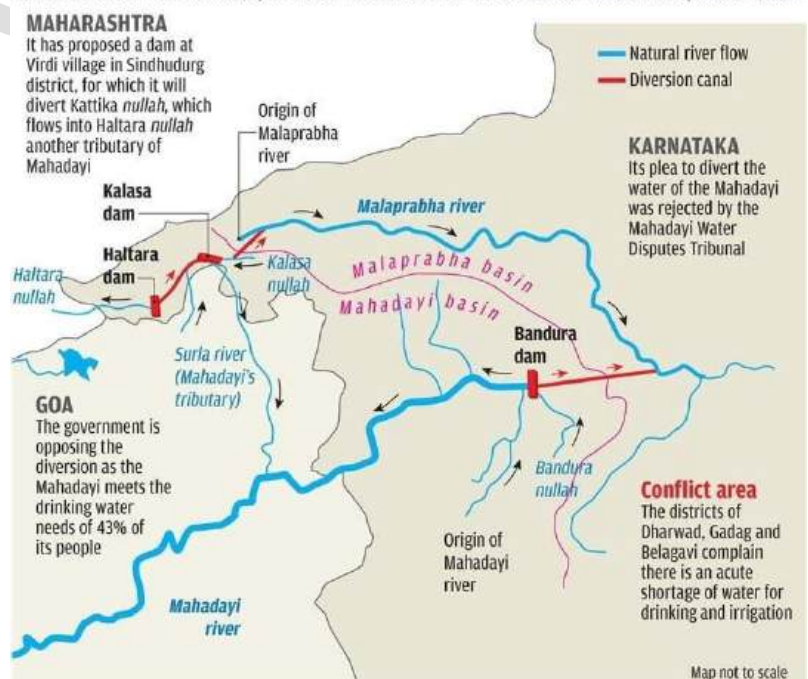 MAHARASHTRA
It has proposed a dam at
Virdi village in Sindhudurg
district, for which it will
divert Kattika nullah, which
flows into Haltara nullah
another tributary of
Mahadayi
Natural river flow
Diversion canal
Origin of
Malaprabha
river
KARNATAKA
Its plea to divert the
water of the Mahadayi
was rejected by the
Mahadayi Water
Disputes Tribunal
Kalasa
dam
Malaprabha river
Haltara
dam
Haltara
nullah
Kalasa
nullah
Malaprabha basin
Mahadayi basin
Bandura
dam
Surla river
(Mahadayi's
tributary)
GOA
The government is
opposing the
diversion as the
Mahadayi meets the
drinking water
needs of 43% of
its people
Bandura
nullah
Origin of
Mahadayi
river
Conflict area
The districts of
Dharwad, Gadag and
Belagavi complain
there is an acute
shortage of water for
drinking and irrigation
Mahadayi
river
Map not to scale